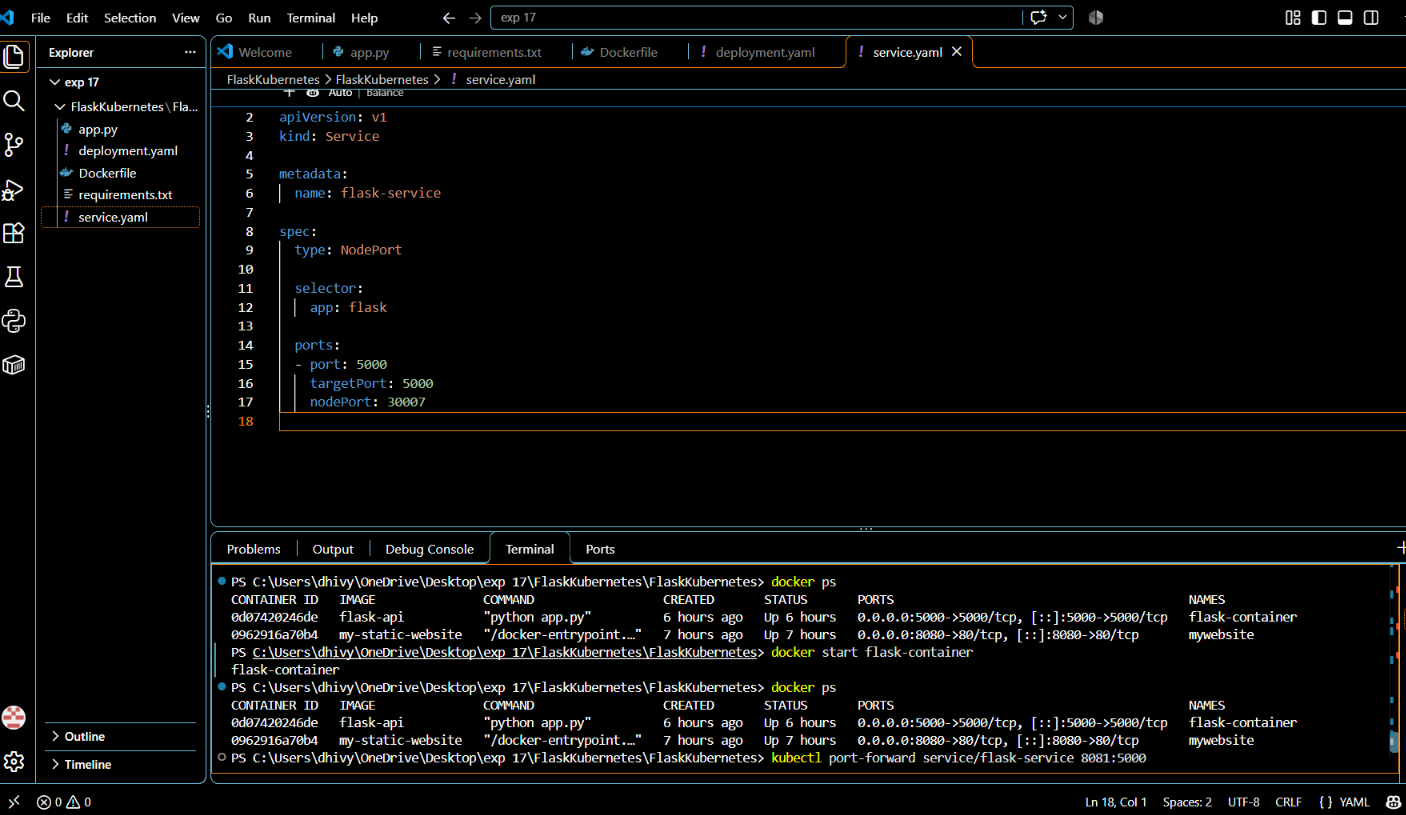 File Edit Selection View Go Run Terminal Help
exp 17
Explorer
Welcome
app.py
requirements.txt
Dockerfile
! deployment.yaml
! service.yaml
exp 17
FlaskKubernetes \ Fla...
app.py
! deployment.yaml
Dockerfile
requirements.txt
! service.yaml
Outline
Timeline
FlaskKubernetes > FlaskKubernetes > ! service.yaml
Auto | Balance
2 apiVersion: v1
3 kind: Service
4
5 metadata:
6 name: flask-service
7
8 spec:
9 type: NodePort
10
11 selector:
12 app: flask
13
14 ports:
15 - port: 5000
16 targetPort: 5000
17 nodePort: 30007
18
Problems Output Debug Console Terminal Ports
PS C:\Users\dhivy\OneDrive\Desktop\exp 17\FlaskKubernetes\FlaskKubernetes> docker ps
CONTAINER ID IMAGE COMMAND CREATED STATUS PORTS NAMES
0d07420246de flask-api "python app.py" 6 hours ago Up 6 hours 0.0.0.0:5000->5000/tcp, [::]:5000->5000/tcp flask-container
0962916a70b4 my-static-website "/docker-entrypoint.…" 7 hours ago Up 7 hours 0.0.0.0:8080->80/tcp, [::]:8080->80/tcp mywebsite
PS C:\Users\dhivy\OneDrive\Desktop\exp 17\FlaskKubernetes\FlaskKubernetes> docker start flask-container
flask-container
PS C:\Users\dhivy\OneDrive\Desktop\exp 17\FlaskKubernetes\FlaskKubernetes> docker ps
CONTAINER ID IMAGE COMMAND CREATED STATUS PORTS NAMES
0d07420246de flask-api "python app.py" 6 hours ago Up 6 hours 0.0.0.0:5000->5000/tcp, [::]:5000->5000/tcp flask-container
0962916a70b4 my-static-website "/docker-entrypoint.…" 7 hours ago Up 7 hours 0.0.0.0:8080->80/tcp, [::]:8080->80/tcp mywebsite
PS C:\Users\dhivy\OneDrive\Desktop\exp 17\FlaskKubernetes\FlaskKubernetes> kubectl port-forward service/flask-service 8081:5000
0 0 Ln 18, Col 1 Spaces: 2 UTF-8 CRLF { } YAML